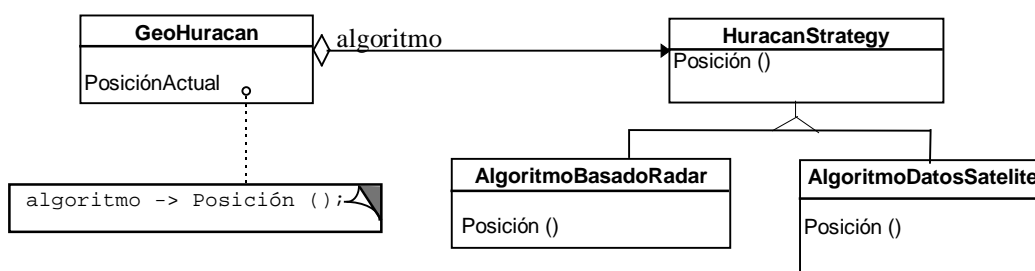 GeoHuracan
PosiciónActual
algoritmo
HuracanStrategy
Posición ()
algoritmo -> Posición ();
AlgoritmoBasadoRadar
Posición ()
AlgoritmoDatosSatelite
Posición ()